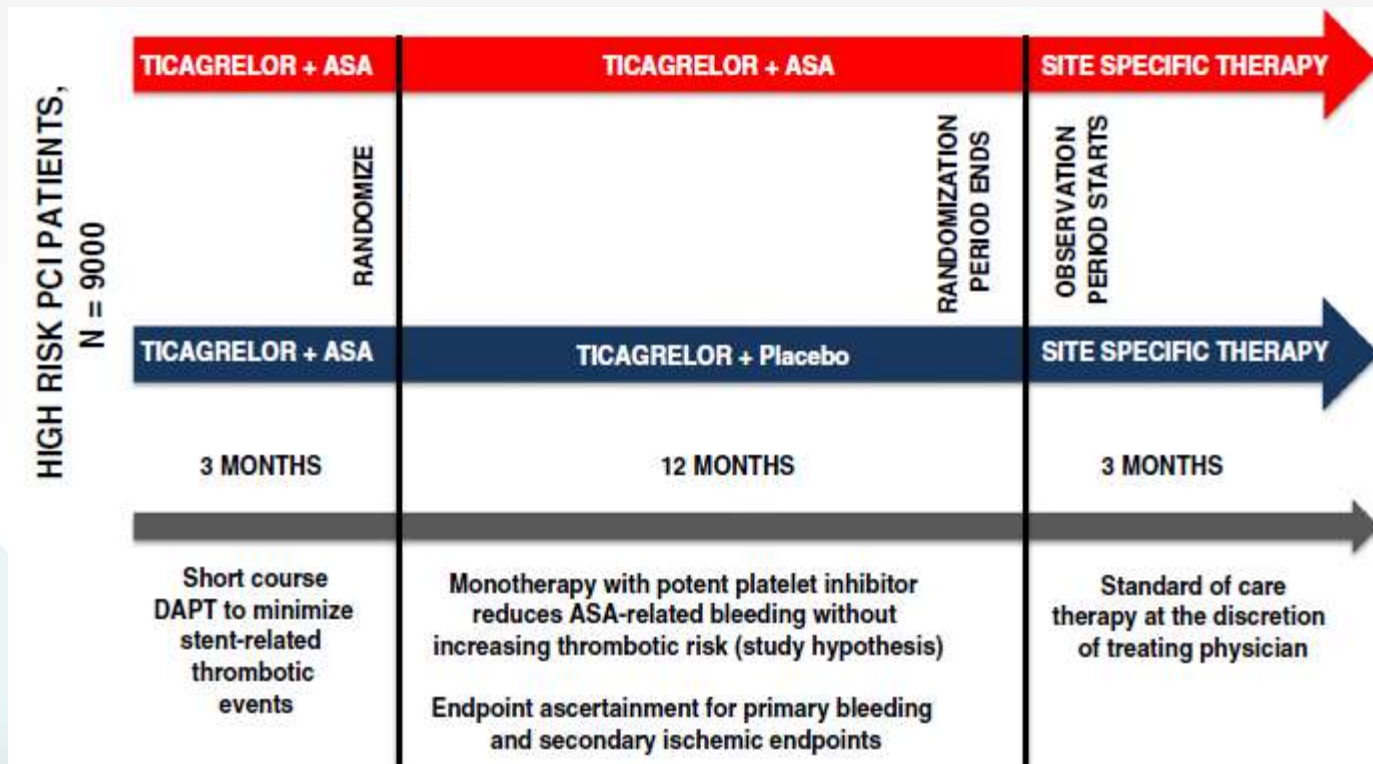 HIGH RISK PCI PATIENTS,
N = 9000
TICAGRELOR + ASA
TICAGRELOR + ASA
SITE SPECIFIC THERAPY
RANDOMIZE
RANDOMIZATION
PERIOD ENDS
OBSERVATION
PERIOD STARTS
TICAGRELOR + ASA
TICAGRELOR + Placebo
SITE SPECIFIC THERAPY
3 MONTHS
12 MONTHS
3 MONTHS
Short course
DAPT to minimize
stent-related
thrombotic
events
Monotherapy with potent platelet inhibitor
reduces ASA-related bleeding without
increasing thrombotic risk (study hypothesis)
Endpoint ascertainment for primary bleeding
and secondary ischemic endpoints
Standard of care
therapy at the discretion
of treating physician